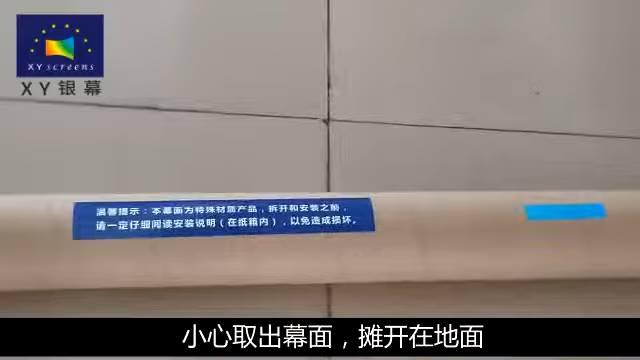 XY screens
XY银幕
温馨提示：本幕面为特殊材质产品，拆开和安装之前，
请一定仔细阅读安装说明（在纸箱内），以免造成损坏。
小心取出幕面，摊开在地面